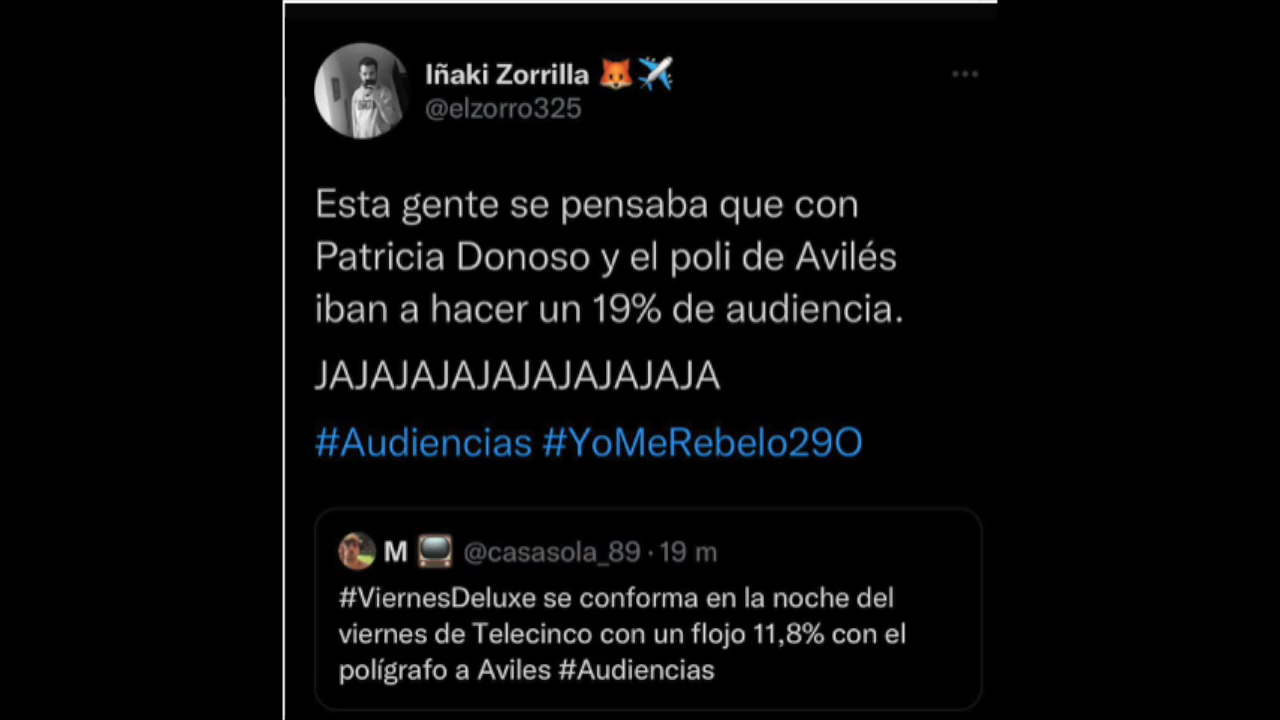 Iñaki Zorrilla 🦊✈️
@elzorro325
Esta gente se pensaba que con
Patricia Donoso y el poli de Avilés
iban a hacer un 19% de audiencia.
JAJAJAJAJAJAJAJAJAJA
#Audiencias #YoMeRebelo29O
M 📺 @casasola_89 · 19 m
#ViernesDeluxe se conforma en la noche del
viernes de Telecinco con un flojo 11,8% con el
polígrafo a Aviles #Audiencias